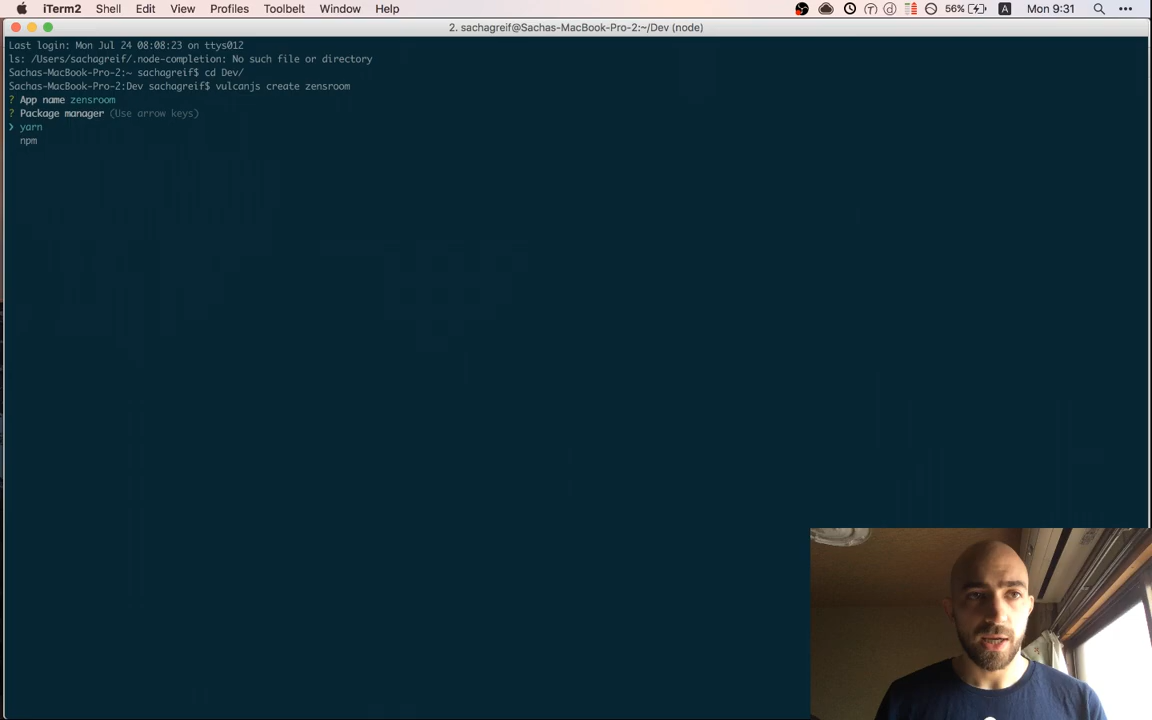 iTerm2 Shell Edit View Profiles Toolbelt Window Help 56% A Mon 9:31
2. sachagreif@Sachas-MacBook-Pro-2:~/Dev (node)
Last login: Mon Jul 24 08:08:23 on ttys012
ls: /Users/sachagreif/.node-completion: No such file or directory
Sachas-MacBook-Pro-2:~ sachagreif$ cd Dev/
Sachas-MacBook-Pro-2:Dev sachagreif$ vulcanjs create zensroom
? App name zensroom
? Package manager (Use arrow keys)
❯ yarn
npm